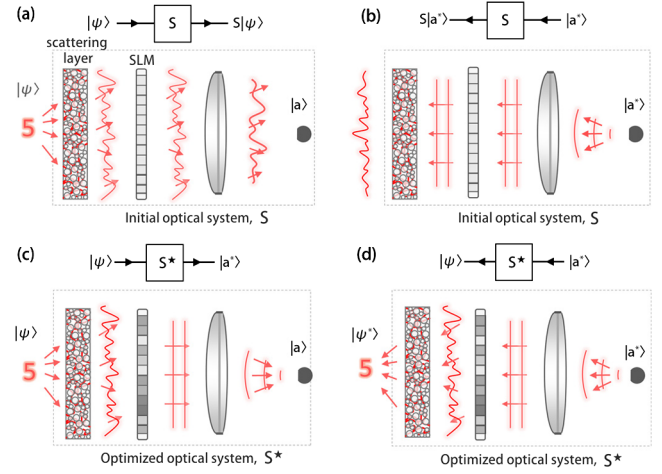 (a)
|ψ⟩ S S|ψ⟩
scattering
layer
SLM
|ψ⟩
|a⟩
5
Initial optical system, S
(b)
S|a*⟩ S |a*⟩
|a*⟩
Initial optical system, S
(c)
|ψ⟩ S★ |a*⟩
|ψ⟩
|a⟩
5
Optimized optical system, S★
(d)
|ψ⟩ S★ |a*⟩
|ψ*⟩
|a*⟩
5
Optimized optical system, S★